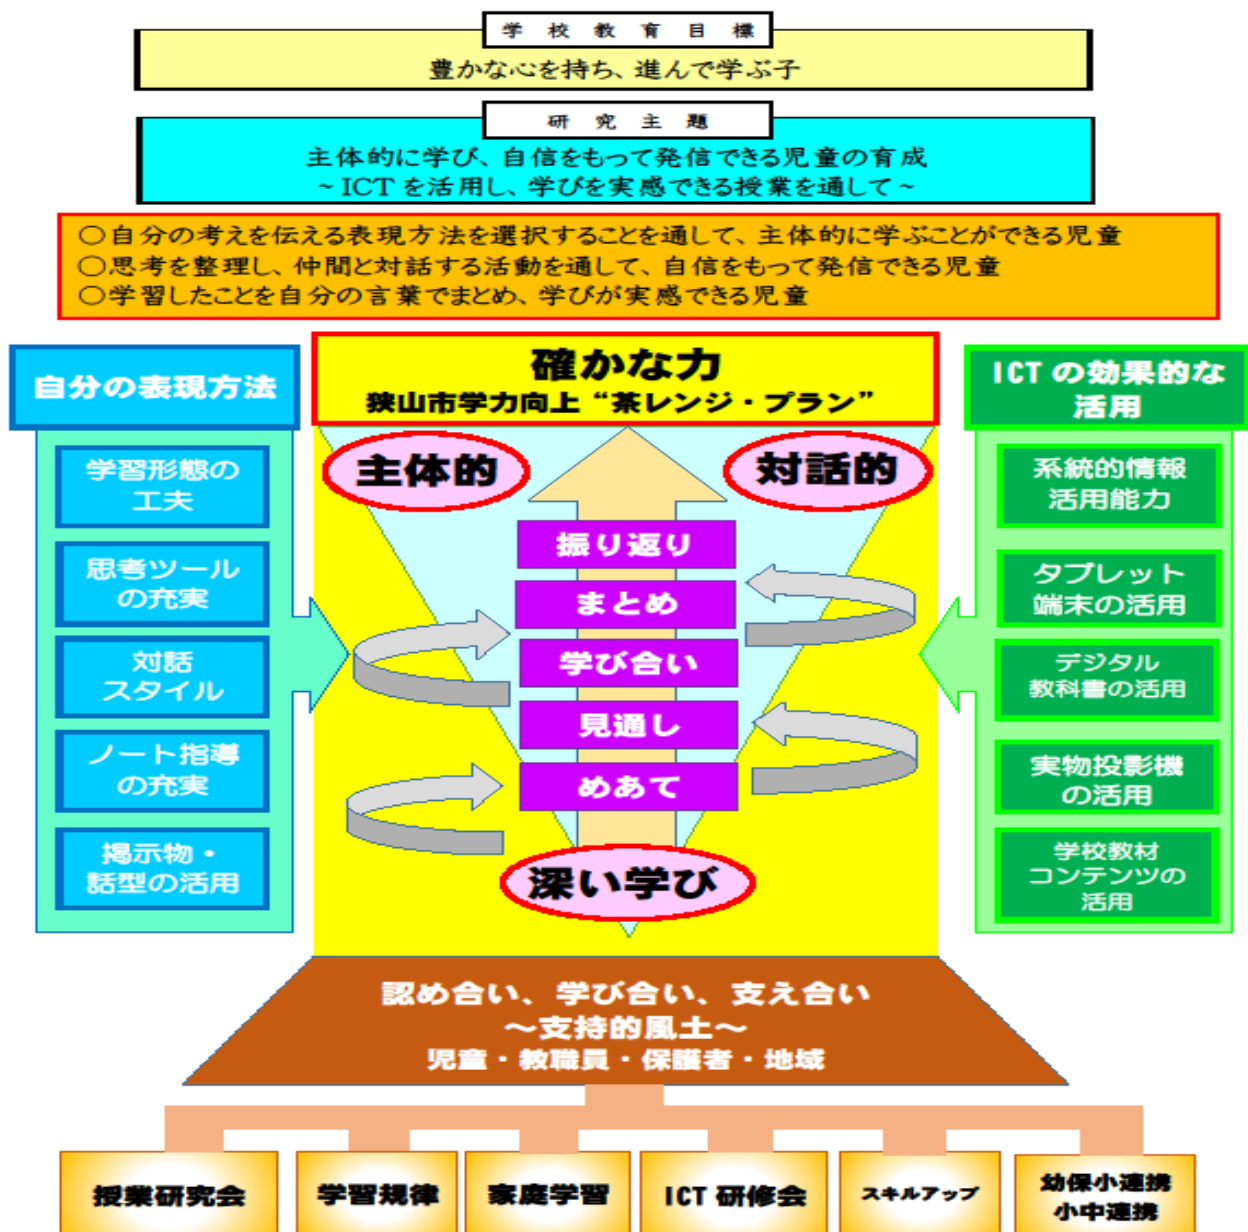 学校教育目標
豊かな心を持ち、進んで学ぶ子
研究主題
主体的に学び、自信をもって発信できる児童の育成
~ICTを活用し、学びを実感できる授業を通して~
○自分の考えを伝える表現方法を選択することを通して、主体的に学ぶことができる児童
○思考を整理し、仲間と対話する活動を通して、自信をもって発信できる児童
○学習したことを自分の言葉でまとめ、学びが実感できる児童
自分の表現方法
学習形態の
工夫
思考ツール
の充実
対話
スタイル
ノート指導
の充実
掲示物・
話型の活用
確かな力
狭山市学力向上“茶レンジ・プラン”
主体的
対話的
振り返り
まとめ
学び合い
見通し
めあて
深い学び
ICTの効果的な
活用
系統的情報
活用能力
タブレット
端末の活用
デジタル
教科書の活用
実物投影機
の活用
学校教材
コンテンツの
活用
認め合い、学び合い、支え合い
～支持的風土～
児童・教職員・保護者・地域
授業研究会
学習規律
家庭学習
ICT研修会
スキルアップ
幼保小連携
小中連携